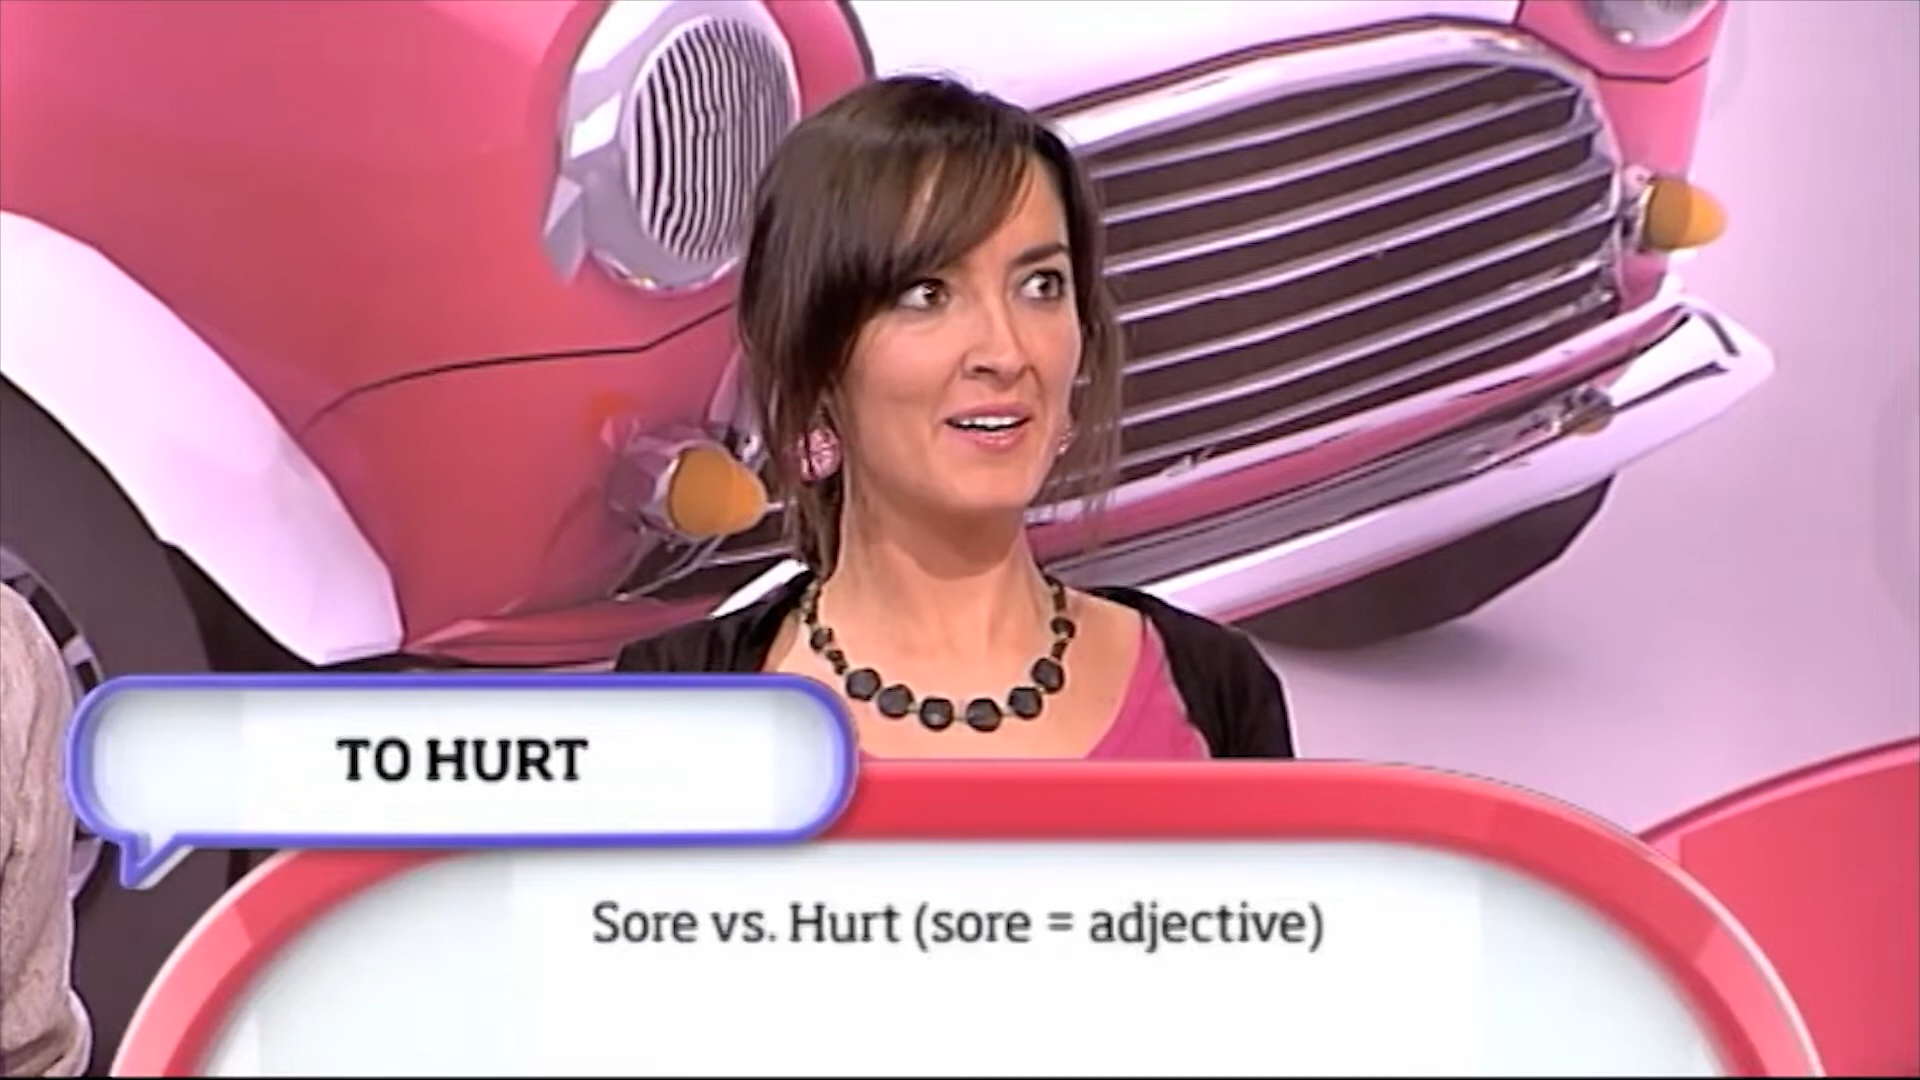 TO HURT
Sore vs. Hurt (sore = adjective)